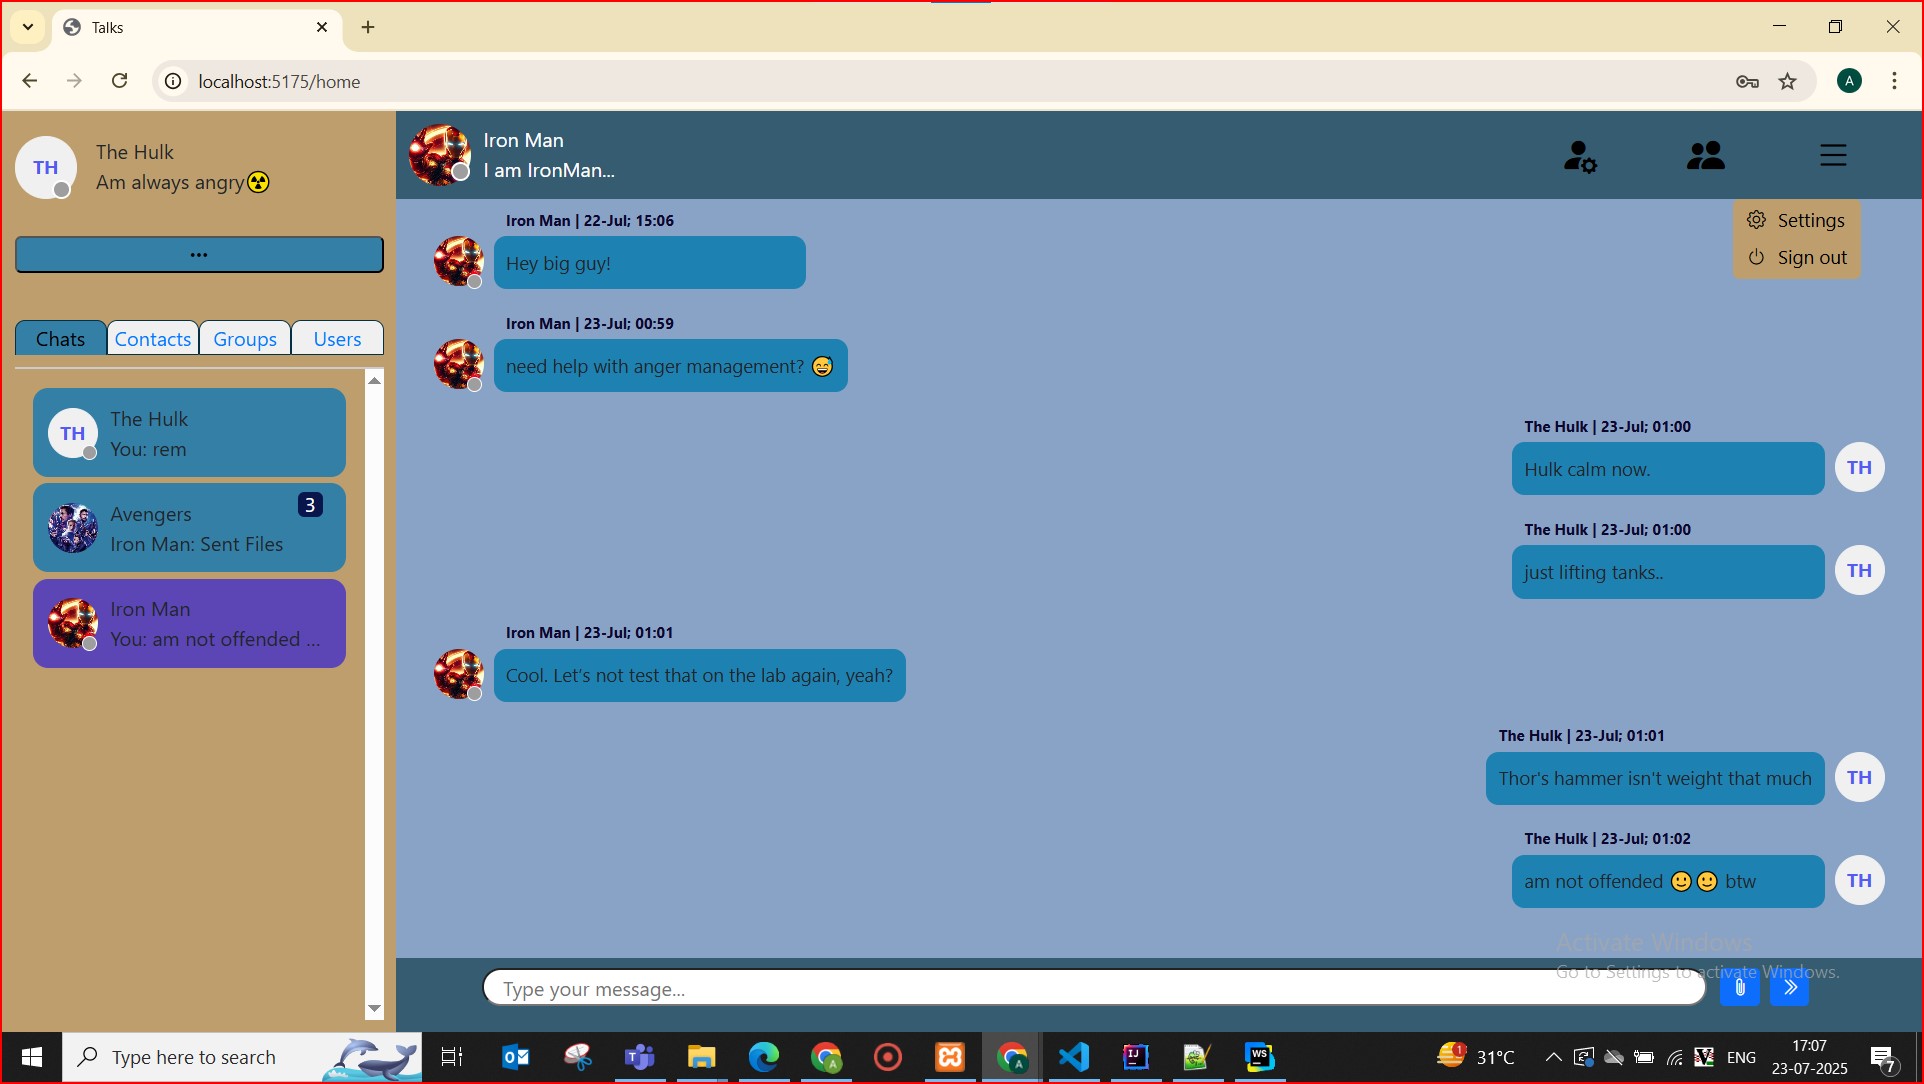 Talks
localhost:5175/home
A
TH
The Hulk
Am always angry☢
...
Chats
Contacts
Groups
Users
TH
The Hulk
You: rem
Avengers
3
Iron Man: Sent Files
Iron Man
You: am not offended ...
Iron Man
I am IronMan...
Settings
Sign out
Iron Man | 22-Jul; 15:06
Hey big guy!
Iron Man | 23-Jul; 00:59
need help with anger management? 😅
The Hulk | 23-Jul; 01:00
Hulk calm now.
TH
The Hulk | 23-Jul; 01:00
just lifting tanks..
TH
Iron Man | 23-Jul; 01:01
Cool. Let's not test that on the lab again, yeah?
The Hulk | 23-Jul; 01:01
Thor's hammer isn't weight that much
TH
The Hulk | 23-Jul; 01:02
am not offended 🙂🙂 btw
TH
Activate Windows
Go to Settings to activate Windows.
Type your message...
Type here to search
A
A
IJ
WS
1
31°C
ENG
17:07
23-07-2025
7